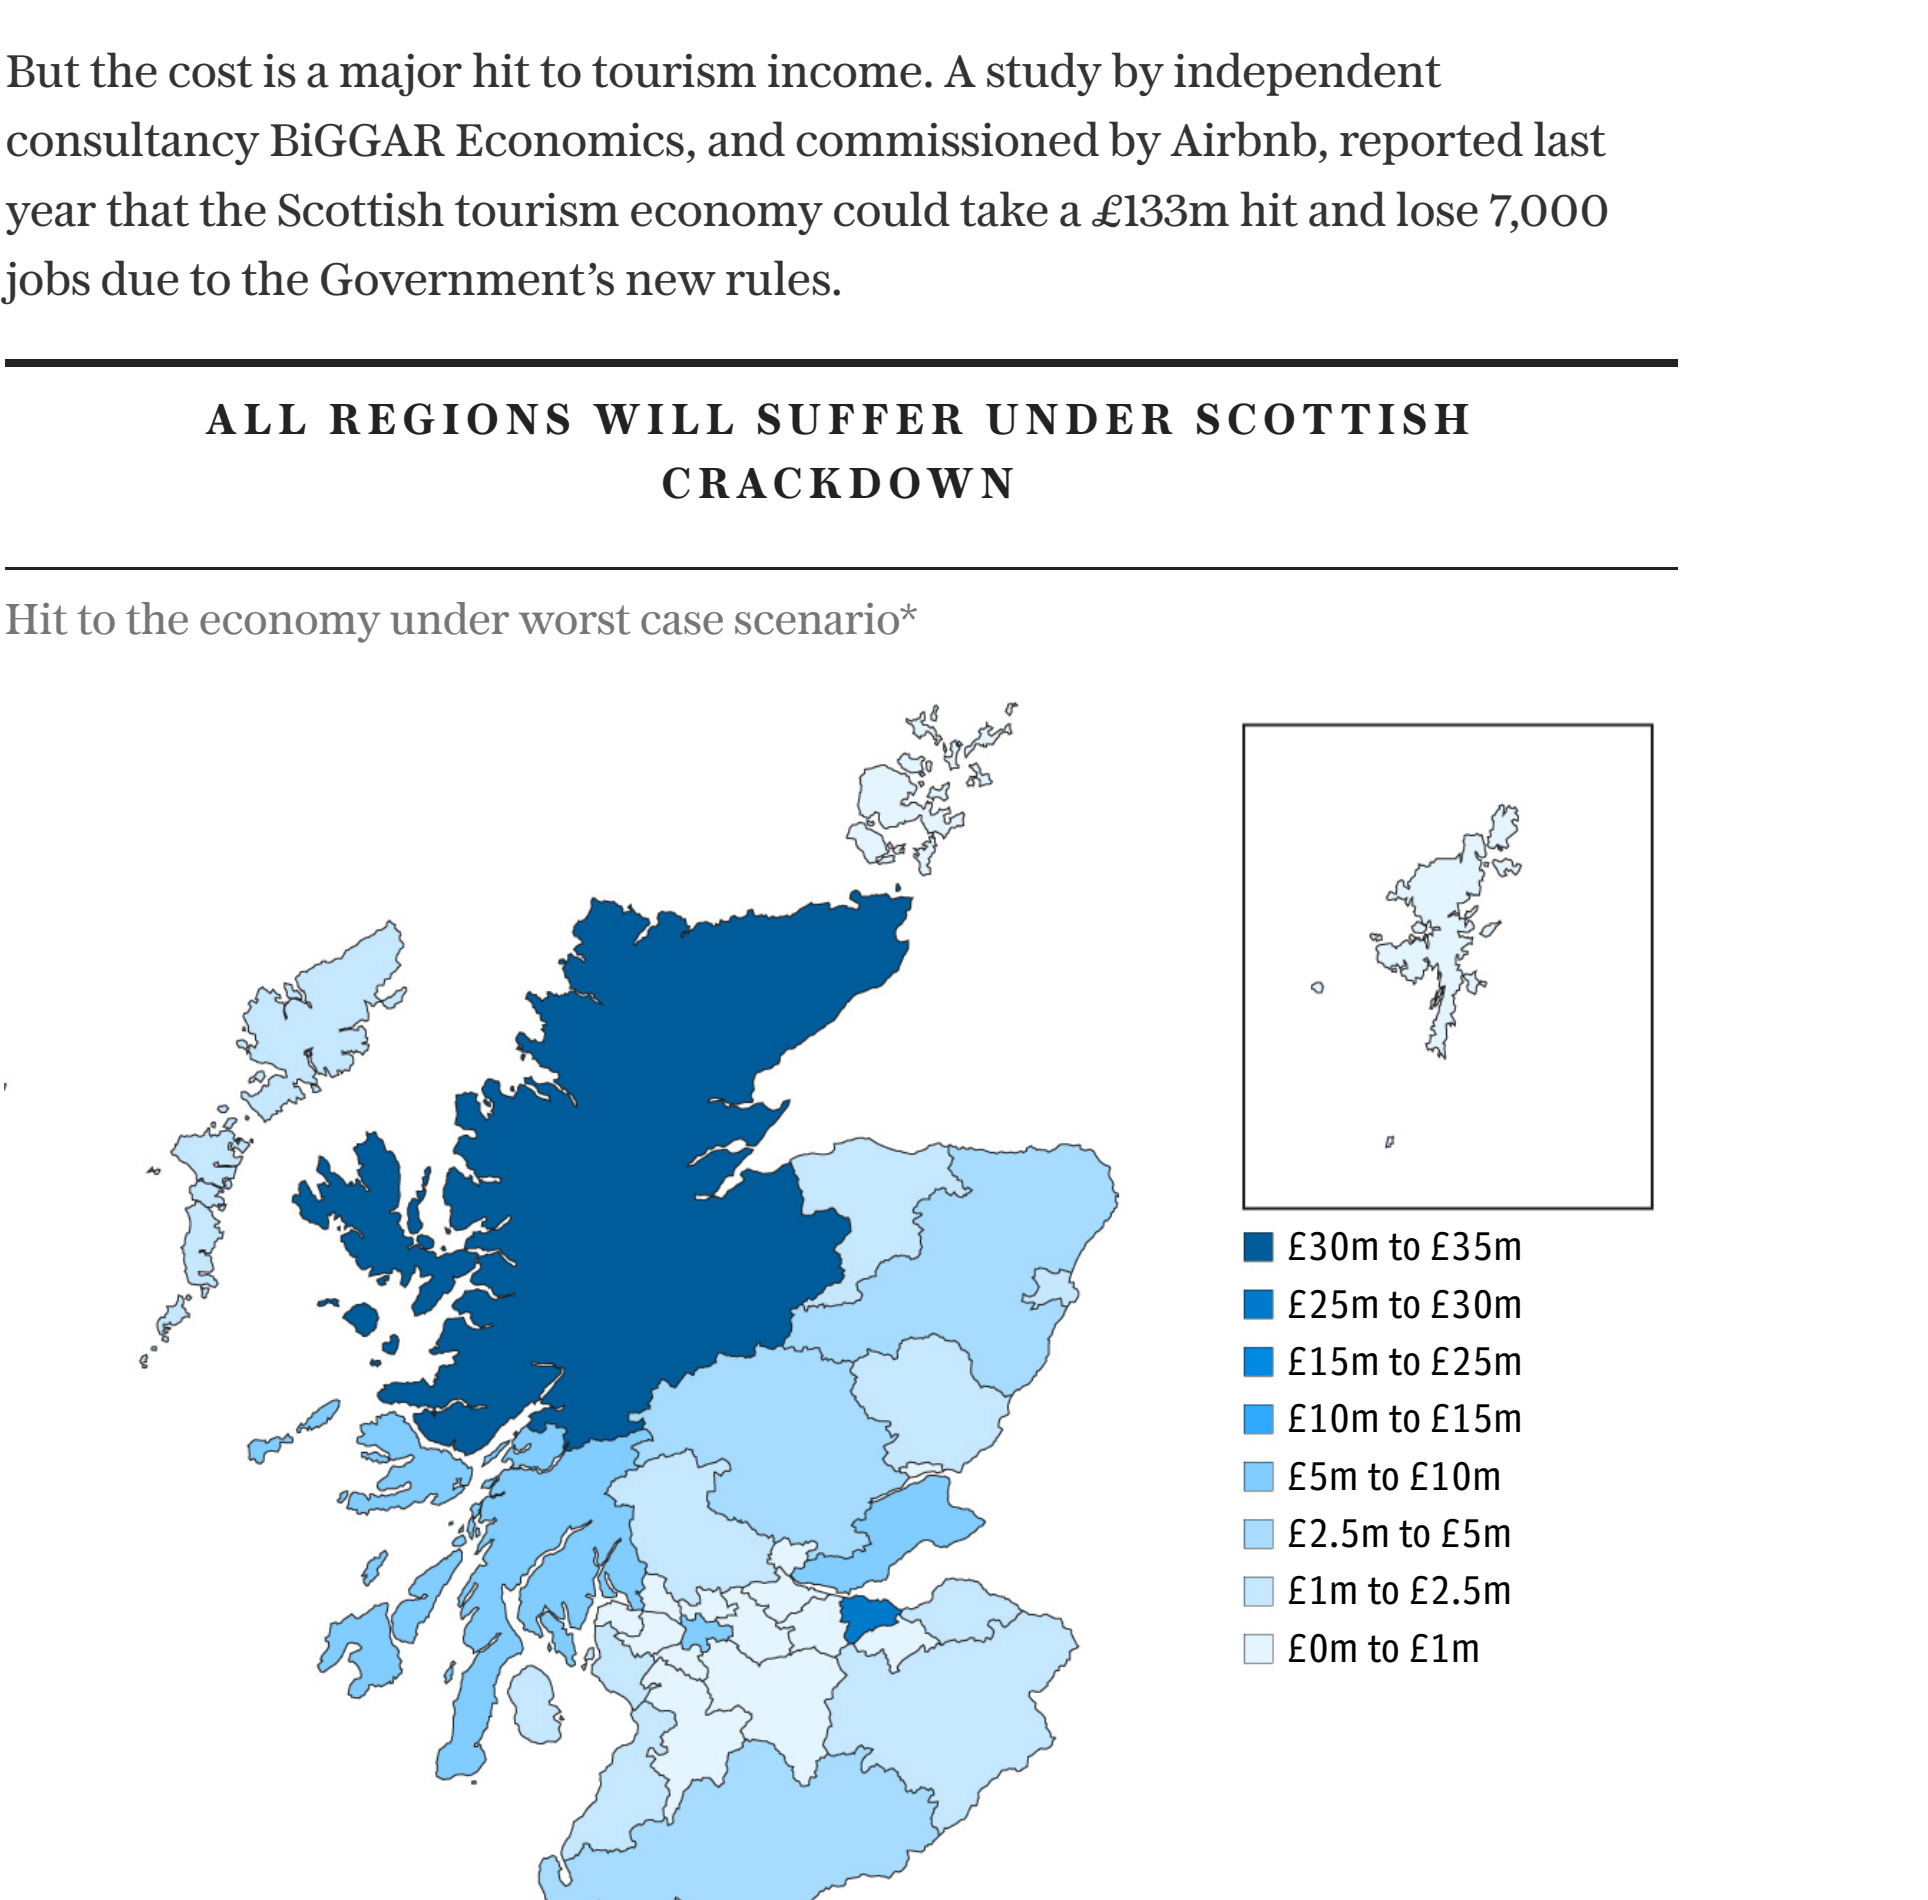 But the cost is a major hit to tourism income. A study by independent
consultancy BiGGAR Economics, and commissioned by Airbnb, reported last
year that the Scottish tourism economy could take a £133m hit and lose 7,000
jobs due to the Government’s new rules.
ALL REGIONS WILL SUFFER UNDER SCOTTISH
CRACKDOWN
Hit to the economy under worst case scenario*
£30m to £35m
£25m to £30m
£15m to £25m
£10m to £15m
£5m to £10m
£2.5m to £5m
£1m to £2.5m
£0m to £1m